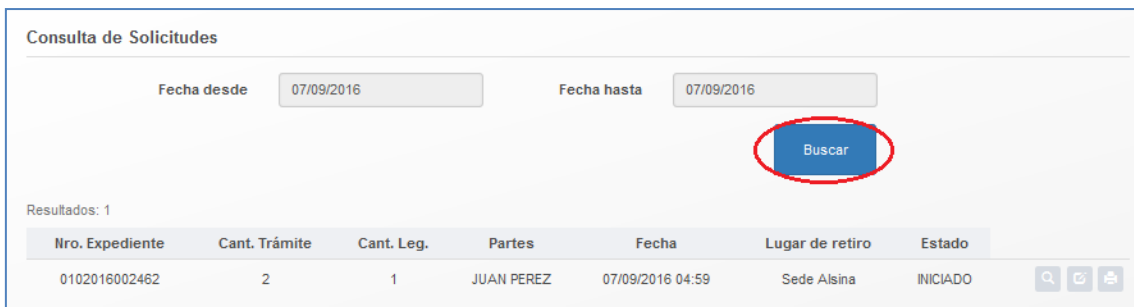 Consulta de Solicitudes
Fecha desde 07/09/2016 Fecha hasta 07/09/2016
Buscar
Resultados: 1
Nro. Expediente Cant. Trámite Cant. Leg. Partes Fecha Lugar de retiro Estado
0102016002462 2 1 JUAN PEREZ 07/09/2016 04:59 Sede Alsina INICIADO